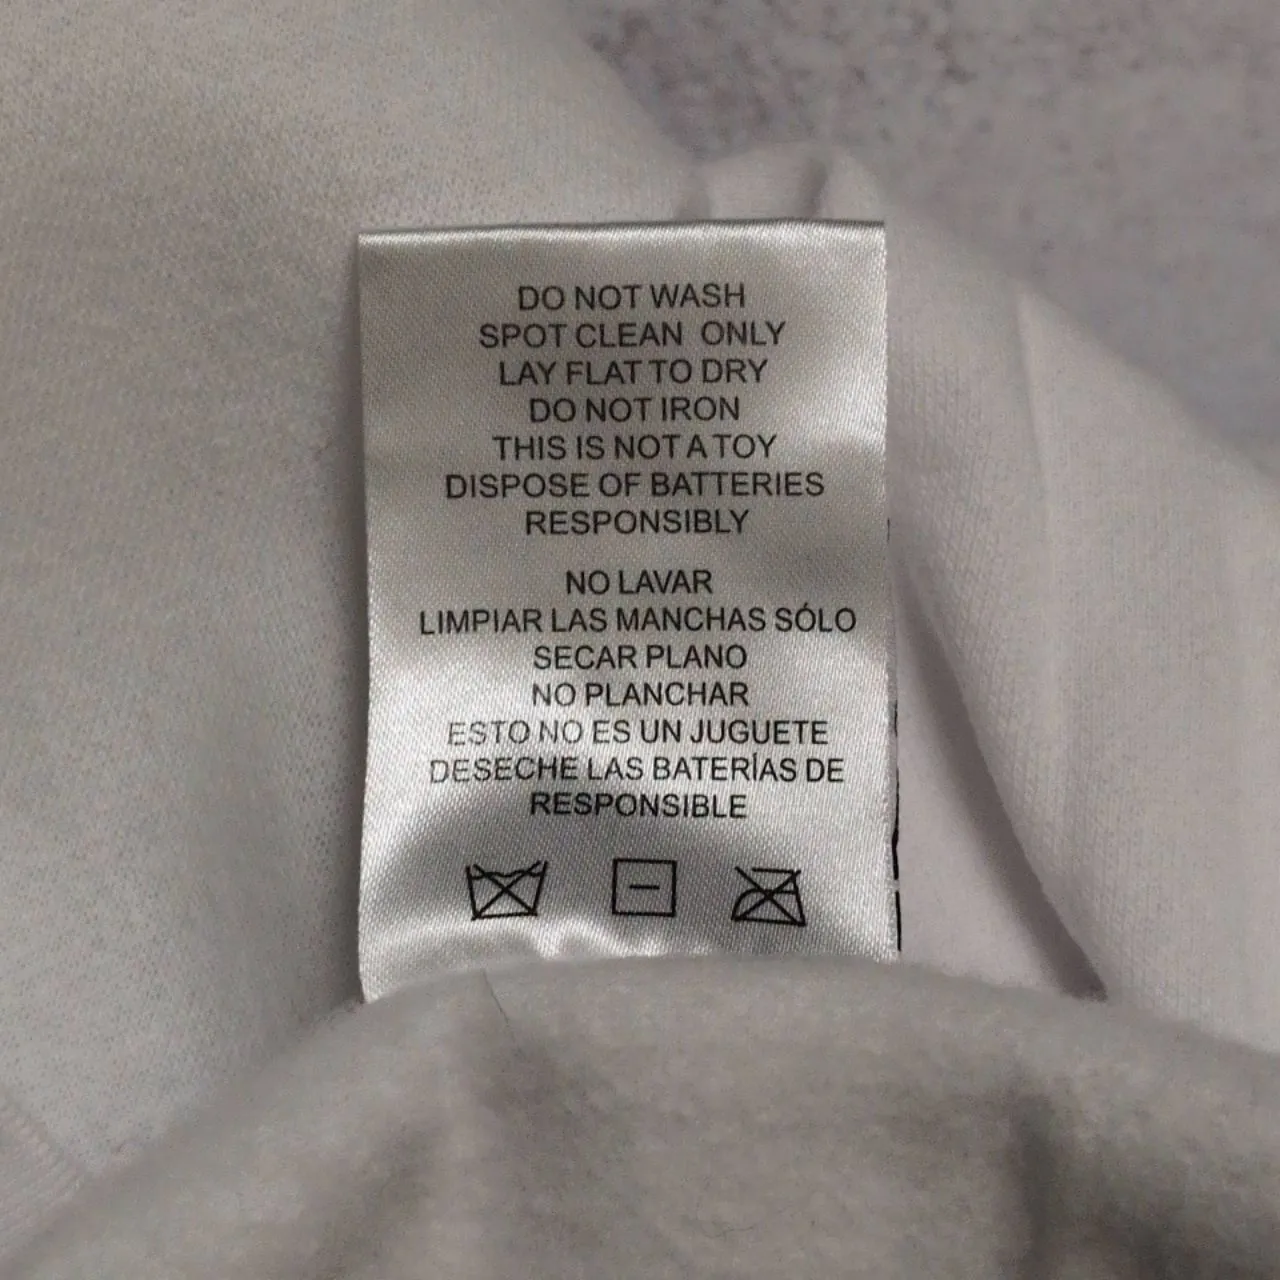 DO NOT WASH
SPOT CLEAN ONLY
LAY FLAT TO DRY
DO NOT IRON
THIS IS NOT A TOY
DISPOSE OF BATTERIES
RESPONSIBLY
NO LAVAR
LIMPIAR LAS MANCHAS SÓLO
SECAR PLANO
NO PLANCHAR
ESTO NO ES UN JUGUETE
DESECHE LAS BATERÍAS DE
RESPONSIBLE